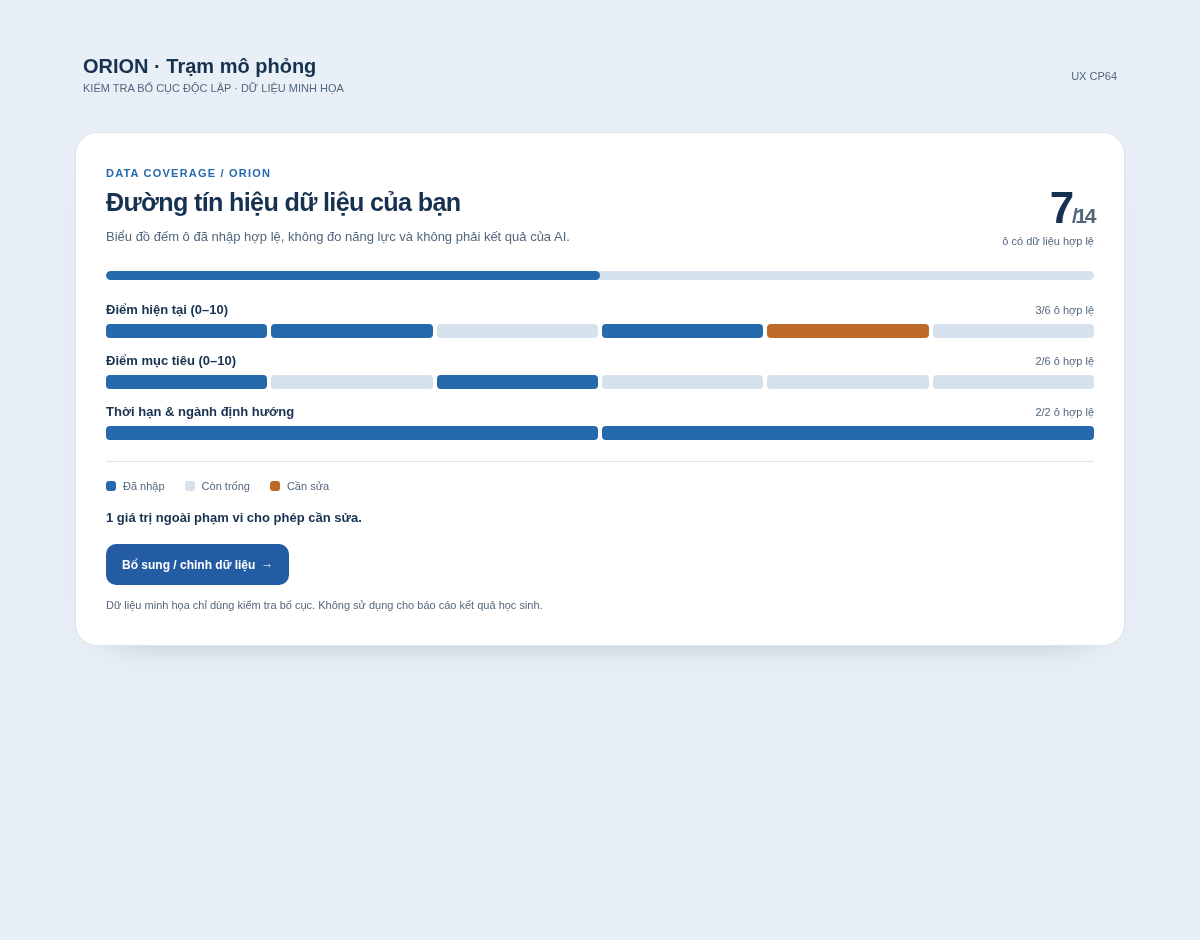 ORION · Trạm mô phỏng
KIỂM TRA BỐ CỤC ĐỘC LẬP · DỮ LIỆU MINH HỌA
UX CP64
DATA COVERAGE / ORION
Đường tín hiệu dữ liệu của bạn
7/14
Biểu đồ đếm ô đã nhập hợp lệ, không đo năng lực và không phải kết quả của AI.
ô có dữ liệu hợp lệ
Điểm hiện tại (0–10)
3/6 ô hợp lệ
Điểm mục tiêu (0–10)
2/6 ô hợp lệ
Thời hạn & ngành định hướng
2/2 ô hợp lệ
Đã nhập
Còn trống
Cần sửa
1 giá trị ngoài phạm vi cho phép cần sửa.
Bổ sung / chỉnh dữ liệu →
Dữ liệu minh họa chỉ dùng kiểm tra bố cục. Không sử dụng cho báo cáo kết quả học sinh.